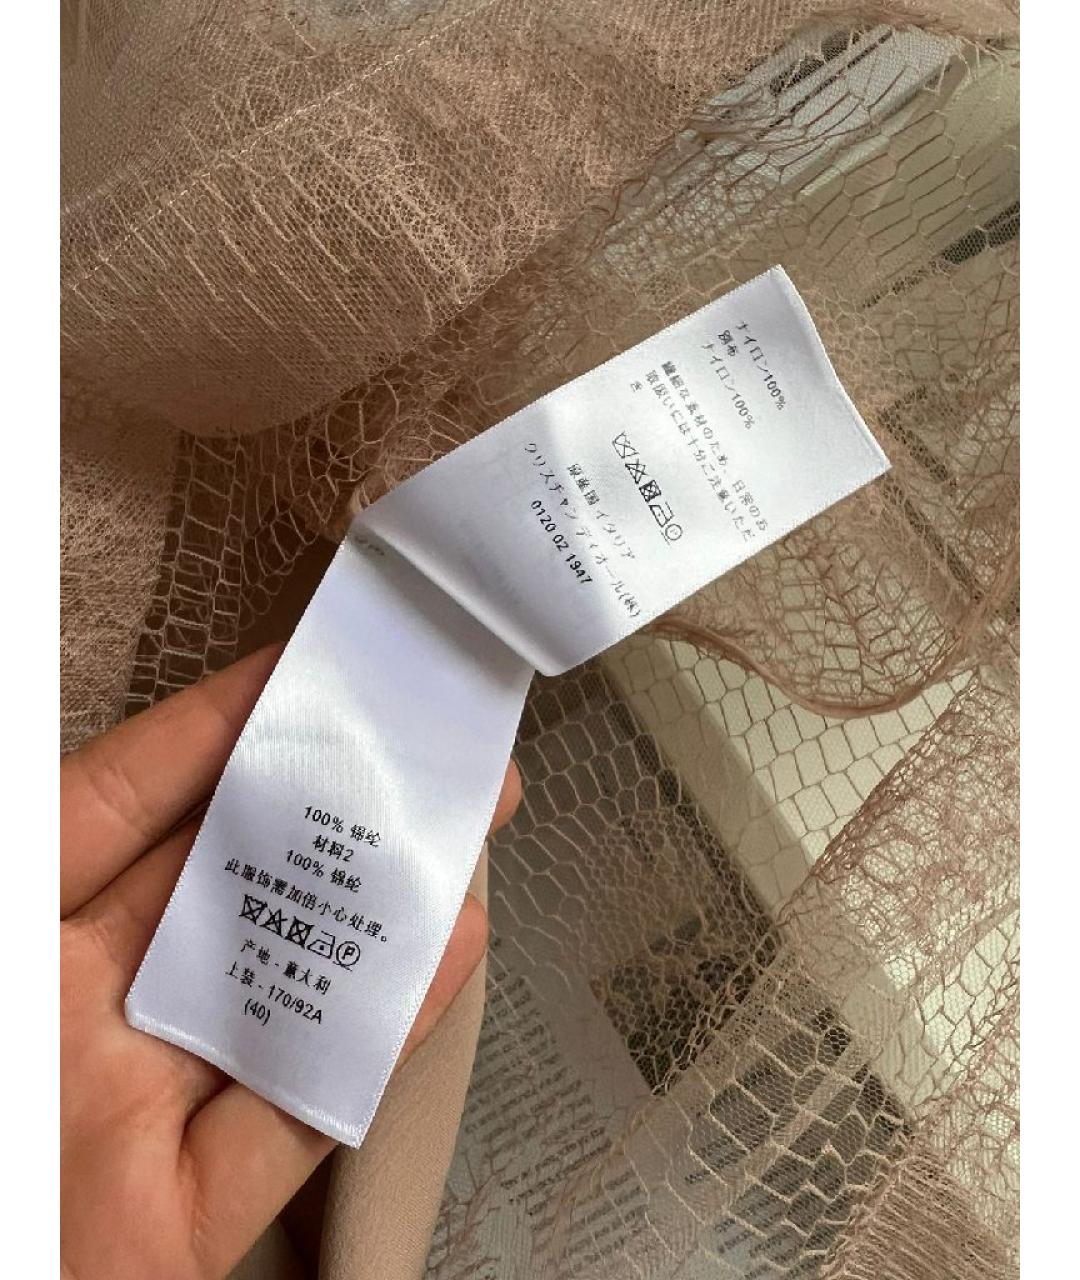 ナイロン100%
別布
ナイロン100%
繊細な素材のため、日常のお
取扱いには十分ご注意いただ
き
原産国 イタリア
クリスチャン ディオール(株)
0120 02 1947
100% 锦纶
材料2
100% 锦纶
此服饰需加倍小心处理。
P
产地 - 意大利
上装 - 170/92A
(40)